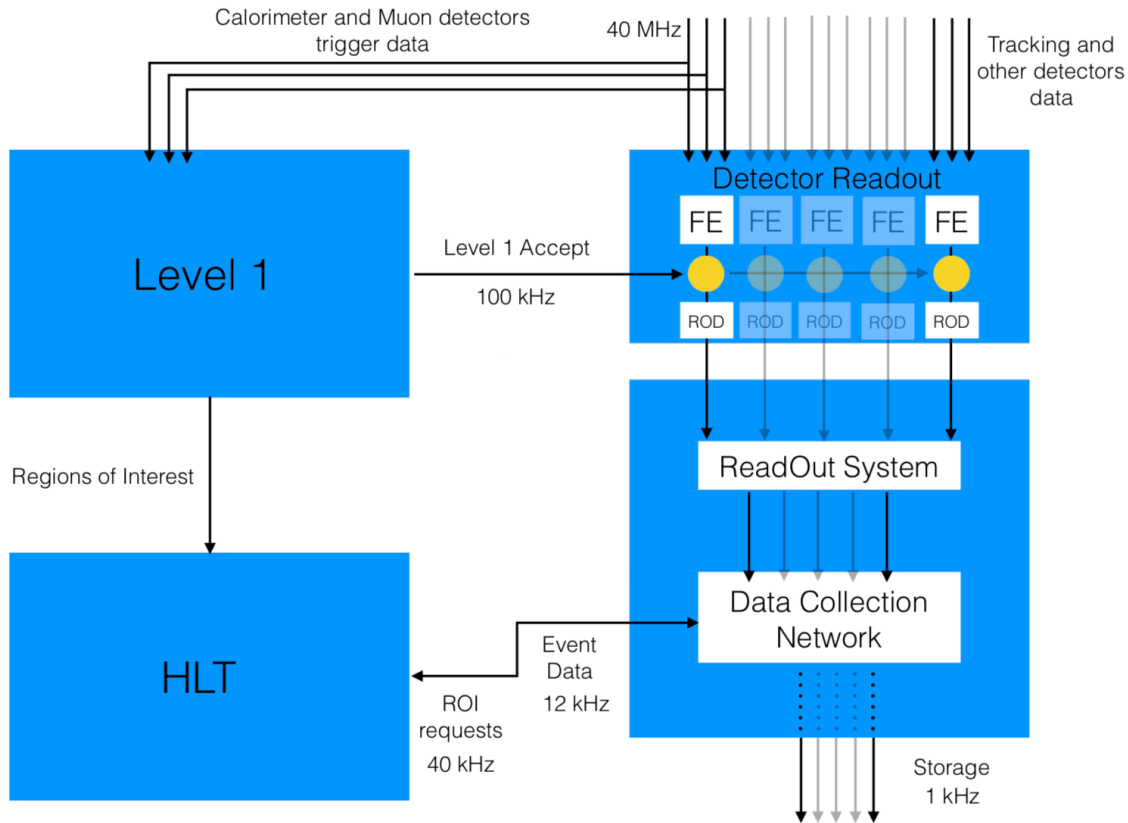 Calorimeter and Muon detectors
trigger data
40 MHz
Tracking and
other detectors
data
Detector Readout
FE FE FE FE FE
Level 1
Level 1 Accept
100 kHz
ROD ROD ROD ROD ROD
Regions of Interest
ReadOut System
HLT
Data Collection
Network
Event
Data
12 kHz
ROI
requests
40 kHz
Storage
1 kHz